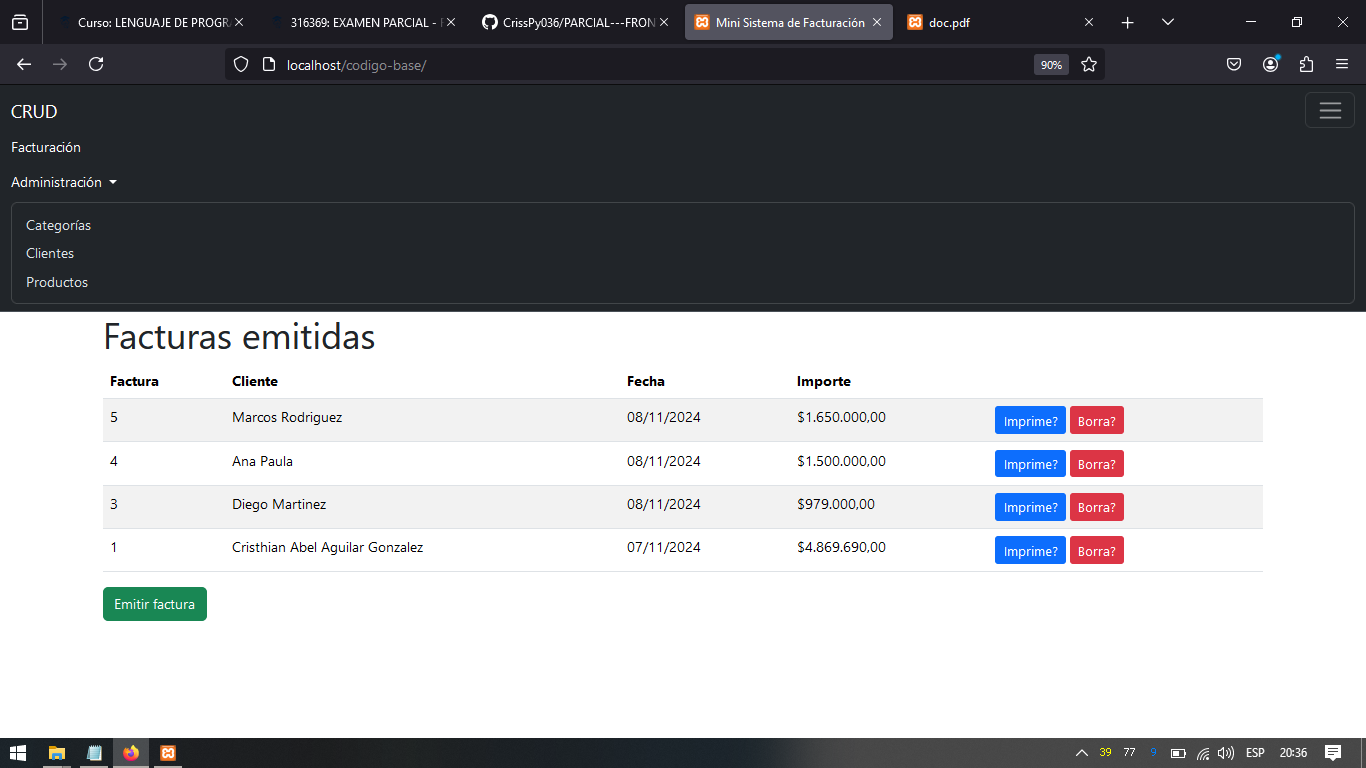 Curso: LENGUAJE DE PROGRA
316369: EXAMEN PARCIAL -
CrissPy036/PARCIAL---FRON
Mini Sistema de Facturación
doc.pdf
localhost/codigo-base/
90%
CRUD
Facturación
Administración
Categorías
Clientes
Productos
Facturas emitidas
Factura Cliente Fecha Importe
5 Marcos Rodriguez 08/11/2024 $1.650.000,00 Imprime? Borra?
4 Ana Paula 08/11/2024 $1.500.000,00 Imprime? Borra?
3 Diego Martinez 08/11/2024 $979.000,00 Imprime? Borra?
1 Cristhian Abel Aguilar Gonzalez 07/11/2024 $4.869.690,00 Imprime? Borra?
Emitir factura
39 77 9 ESP 20:36